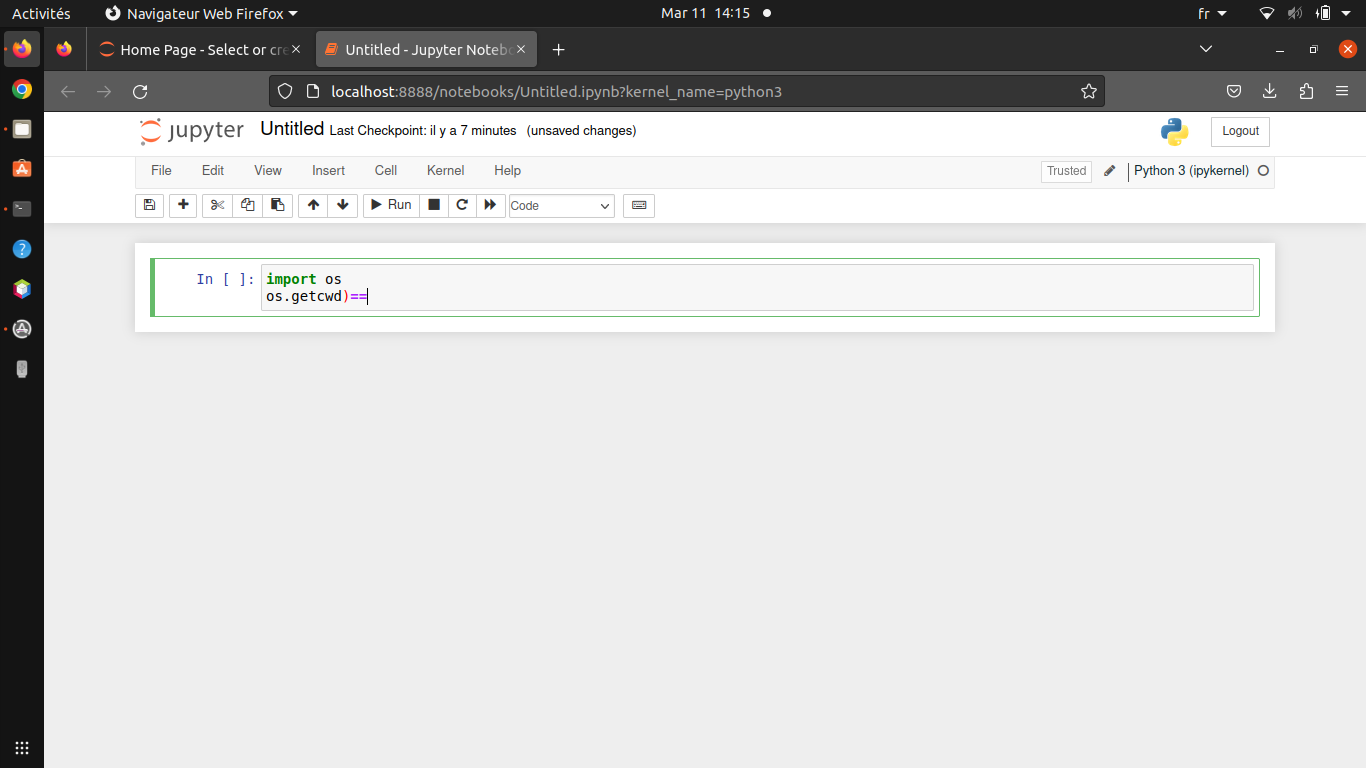 Activités
Navigateur Web Firefox
Mar 11 14:15
fr
Home Page - Select or cre
Untitled - Jupyter Notebo
localhost:8888/notebooks/Untitled.ipynb?kernel_name=python3
jupyter
Untitled Last Checkpoint: il y a 7 minutes (unsaved changes)
Logout
File Edit View Insert Cell Kernel Help
Trusted
Python 3 (ipykernel)
Run
Code
In [ ]: import os
os.getcwd)==